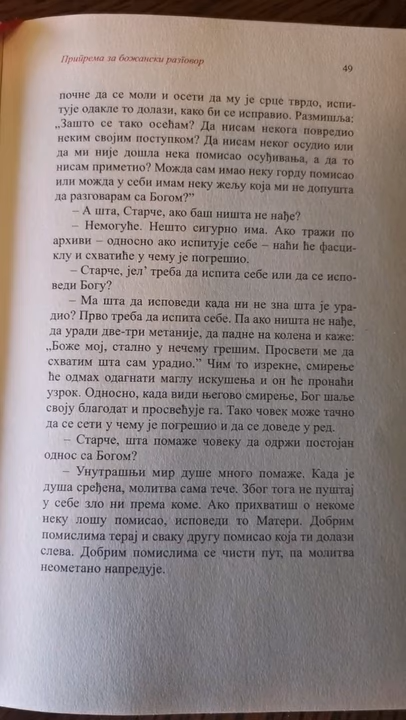 Припрема за божански разговор
49
почне да се моли и осети да му је срце тврдо, испи-
тује одакле то долази, како би се исправио. Размишља:
„Зашто се тако осећам? Да нисам некога повредио
неким својим поступком? Да нисам неког осудио или
да ми није дошла нека помисао осуђивања, а да то
нисам приметио? Можда сам имао неку горду помисао
или можда у себи имам неку жељу која ми не допушта
да разговарам са Богом?”
– А шта, Старче, ако баш ништа не нађе?
– Немогуће. Нешто сигурно има. Ако тражи по
архиви – односно ако испитује себе – наћи ће фасци-
клу и схватиће у чему је погрешио.
– Старче, јел’ треба да испита себе или да се испо-
веди Богу?
– Ма шта да исповеди када ни не зна шта је ура-
дио? Прво треба да испита себе. Па ако ништа не нађе,
да уради две-три метаније, да падне на колена и каже:
„Боже мој, стално у нечему грешим. Просвети ме да
схватим шта сам урадио.” Чим то изрекне, смирење
ће одмах одагнати маглу искушења и он ће пронаћи
узрок. Односно, када види његово смирење, Бог шаље
своју благодат и просвећује га. Тако човек може тачно
да се сети у чему је погрешио и да се доведе у ред.
– Старче, шта помаже човеку да одржи постојан
однос са Богом?
– Унутрашњи мир душе много помаже. Када је
душа сређена, молитва сама тече. Због тога не пуштај
у себе зло ни према коме. Ако прихватиш о некоме
неку лошу помисао, исповеди то Матери. Добрим
помислима терај и сваку другу помисао која ти долази
слева. Добрим помислима се чисти пут, па молитва
неометано напредује.